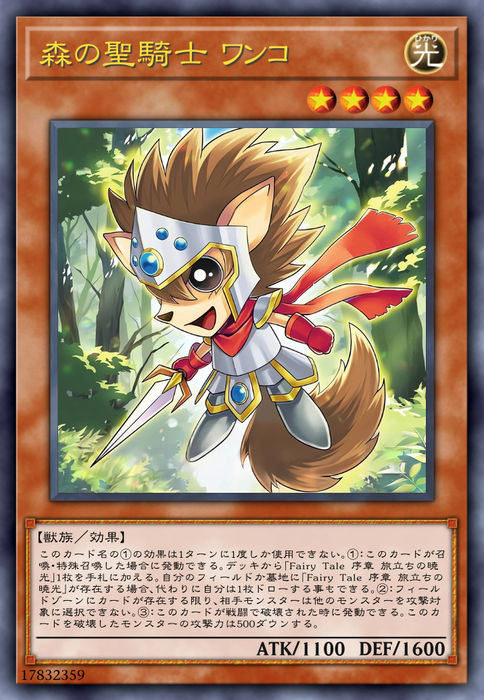 森の聖騎士 ワンコ
ひかり
光
【獣族／効果】
このカード名の①の効果は1ターンに1度しか使用できない。①:このカードが召
喚・特殊召喚した場合に発動できる。デッキから「Fairy Tale 序章 旅立ちの暁
光」1枚を手札に加える。自分のフィールドか墓地に「Fairy Tale 序章 旅立ちの
暁光」が存在する場合、代わりに自分は1枚ドローする事もできる。②:フィー
ルドゾーンにカードが存在する限り、相手モンスターは他のモンスターを攻撃対
象に選択できない。③:このカードが戦闘で破壊された時に発動できる。このカー
ドを破壊したモンスターの攻撃力は500ダウンする。
ATK/1100 DEF/1600
17832359